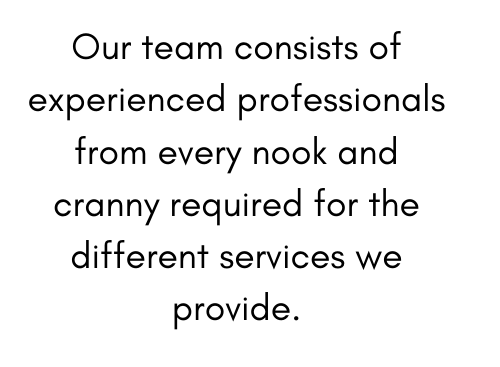 Our team consists of
experienced professionals
from every nook and
cranny required for the
different services we
provide.